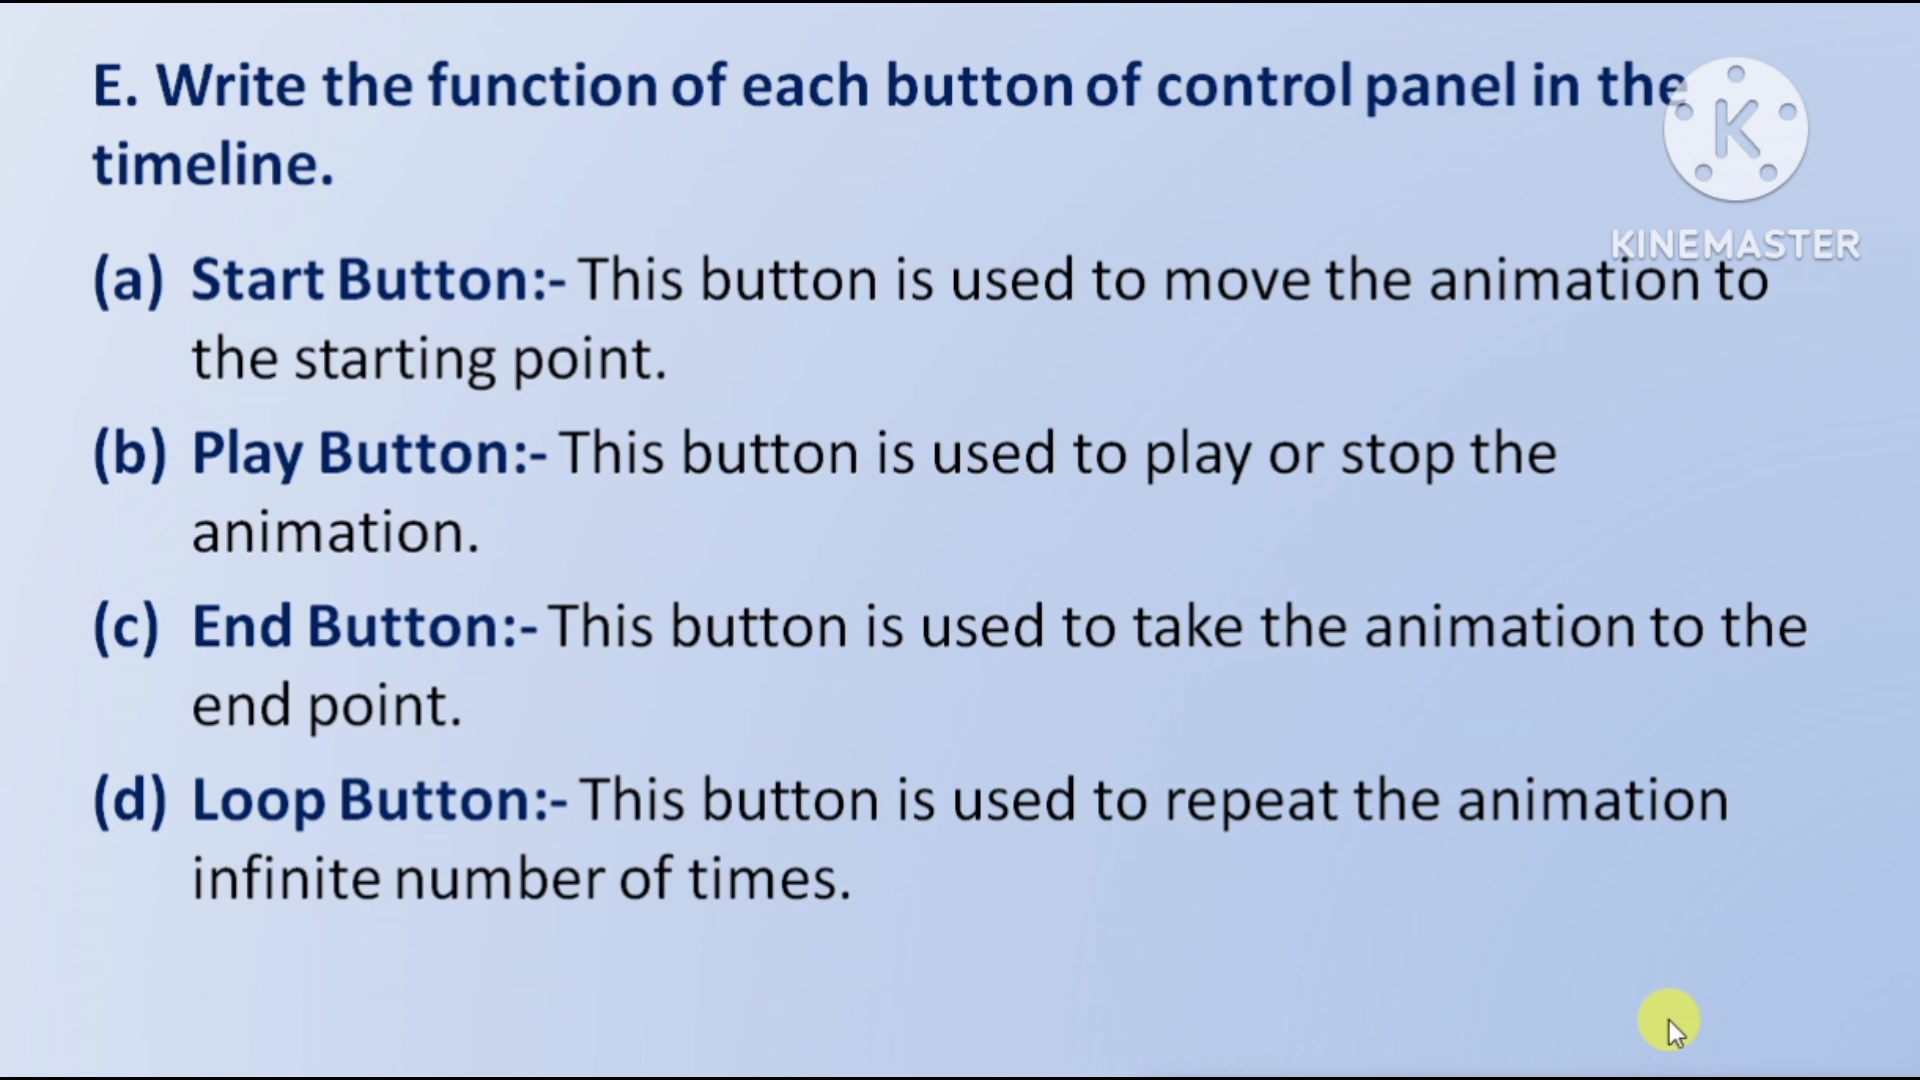 E. Write the function of each button of control panel in the
timeline.
K
KINEMASTER
(a) Start Button:- This button is used to move the animation to
the starting point.
(b) Play Button:- This button is used to play or stop the
animation.
(c) End Button:- This button is used to take the animation to the
end point.
(d) Loop Button:- This button is used to repeat the animation
infinite number of times.